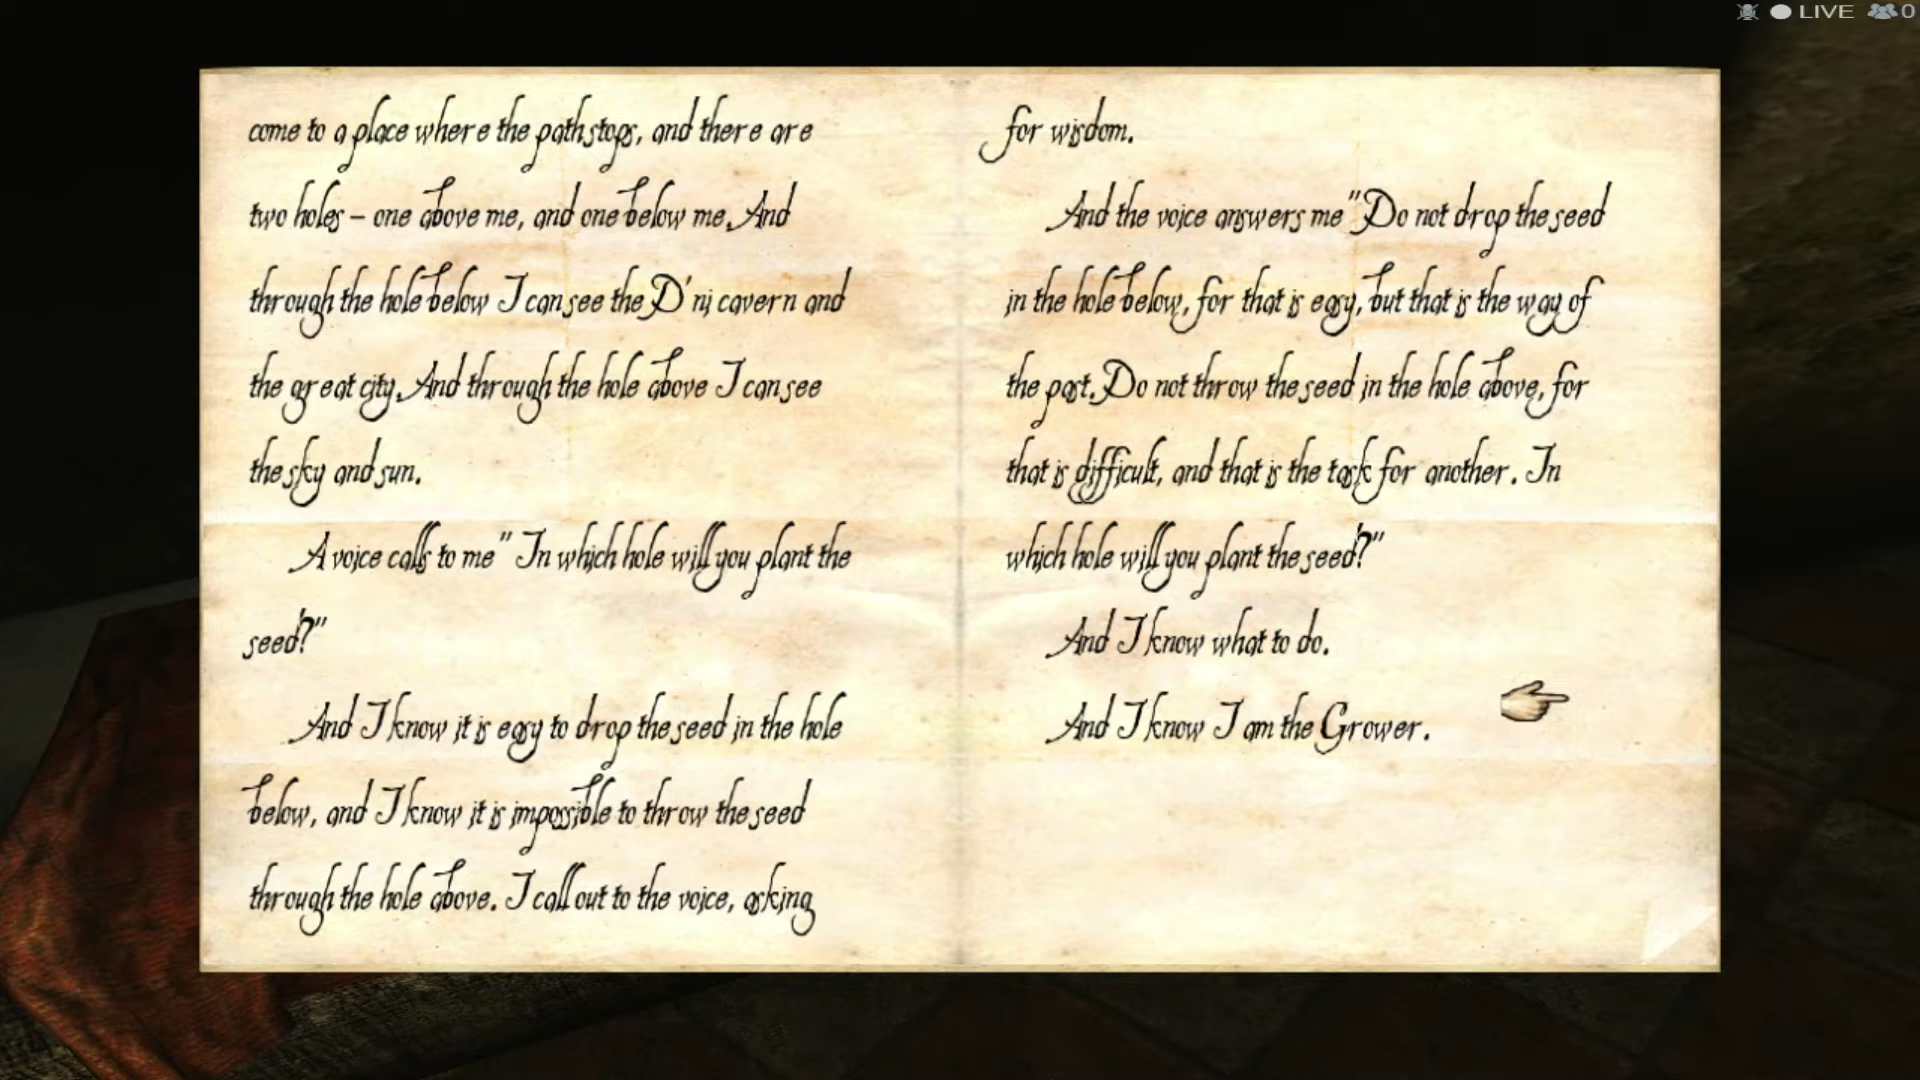 LIVE 0
come to a place where the path stops, and there are
two holes – one above me, and one below me. And
through the hole below I can see the D'ni cavern and
the great city. And through the hole above I can see
the sky and sun.
A voice calls to me " In which hole will you plant the
seed?"
And I know it is easy to drop the seed in the hole
below, and I know it is impossible to throw the seed
through the hole above. I call out to the voice, asking
for wisdom.
And the voice answers me "Do not drop the seed
in the hole below, for that is easy, but that is the way of
the past. Do not throw the seed in the hole above, for
that is difficult, and that is the task for another. In
which hole will you plant the seed?"
And I know what to do.
And I know I am the Grower.